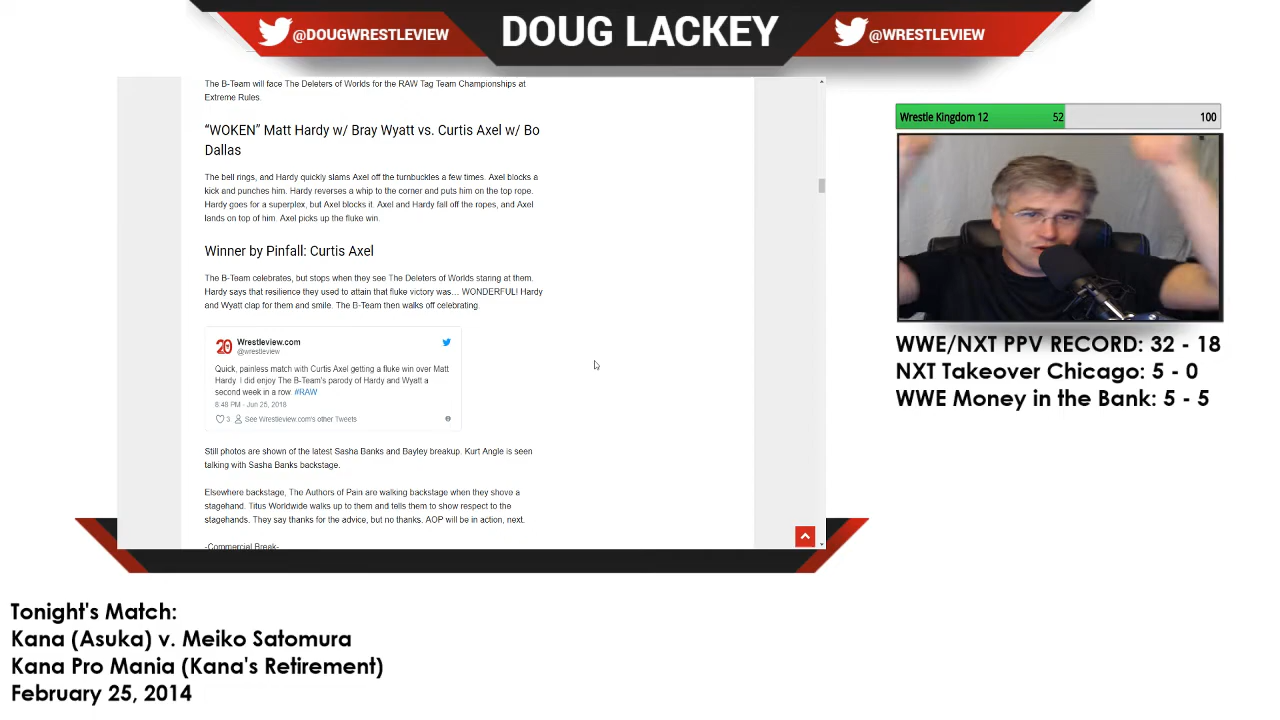 @DOUGWRESTLEVIEW
DOUG LACKEY
@WRESTLEVIEW
The B-Team will face The Deleters of Worlds for the RAW Tag Team Championships at
Extreme Rules.
“WOKEN” Matt Hardy w/ Bray Wyatt vs. Curtis Axel w/ Bo
Dallas
The bell rings, and Hardy quickly slams Axel off the turnbuckles a few times. Axel blocks a
kick and punches him. Hardy reverses a whip to the corner and puts him on the top rope.
Hardy goes for a superplex, but Axel blocks it. Axel and Hardy fall off the ropes, and Axel
lands on top of him. Axel picks up the fluke win.
Winner by Pinfall: Curtis Axel
The B-Team celebrates, but stops when they see The Deleters of Worlds staring at them.
Hardy says that resilience they used to attain that fluke victory was… WONDERFUL! Hardy
and Wyatt clap for them and smile. The B-Team then walks off celebrating.
20
Wrestleview.com
@wrestleview
Quick, painless match with Curtis Axel getting a fluke win over Matt
Hardy. I did enjoy The B-Team's parody of Hardy and Wyatt a
second week in a row #RAW
8:48 PM - Jun 25, 2018
3 See Wrestleview.com's other Tweets
Still photos are shown of the latest Sasha Banks and Bayley breakup. Kurt Angle is seen
talking with Sasha Banks backstage.
Elsewhere backstage, The Authors of Pain are walking backstage when they shove a
stagehand. Titus Worldwide walks up to them and tells them to show respect to the
stagehands. They say thanks for the advice, but no thanks. AOP will be in action, next.
-Commercial Break-
Wrestle Kingdom 12 52 100
WWE/NXT PPV RECORD: 32 - 18
NXT Takeover Chicago: 5 - 0
WWE Money in the Bank: 5 - 5
Tonight's Match:
Kana (Asuka) v. Meiko Satomura
Kana Pro Mania (Kana's Retirement)
February 25, 2014